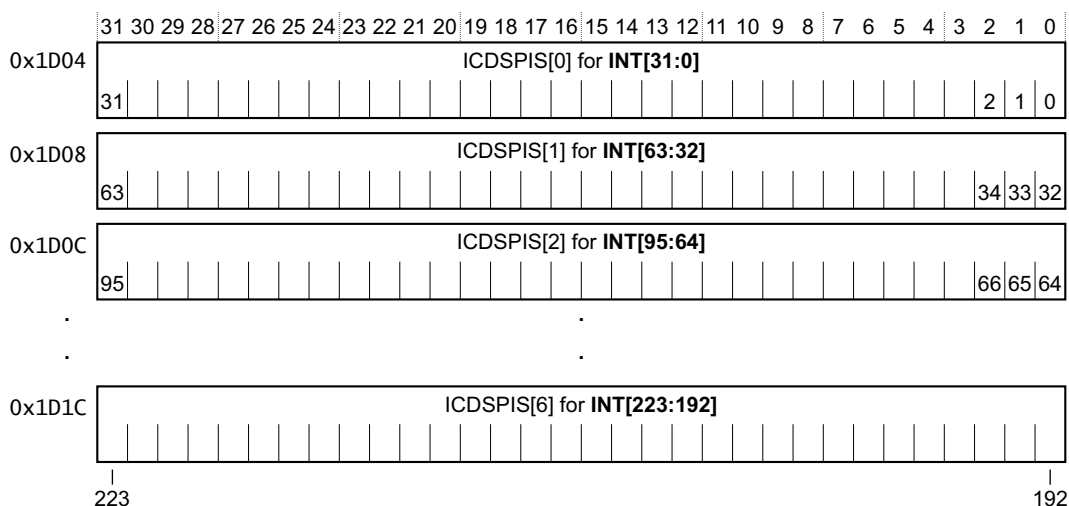 31 30 29 28 27 26 25 24 23 22 21 20 19 18 17 16 15 14 13 12 11 10 9 8 7 6 5 4 3 2 1 0
0x1D04 ICDSPIS[0] for INT[31:0]
31 2 1 0
0x1D08 ICDSPIS[1] for INT[63:32]
63 34 33 32
0x1D0C ICDSPIS[2] for INT[95:64]
95 66 65 64
. .
. .
0x1D1C ICDSPIS[6] for INT[223:192]
223 192